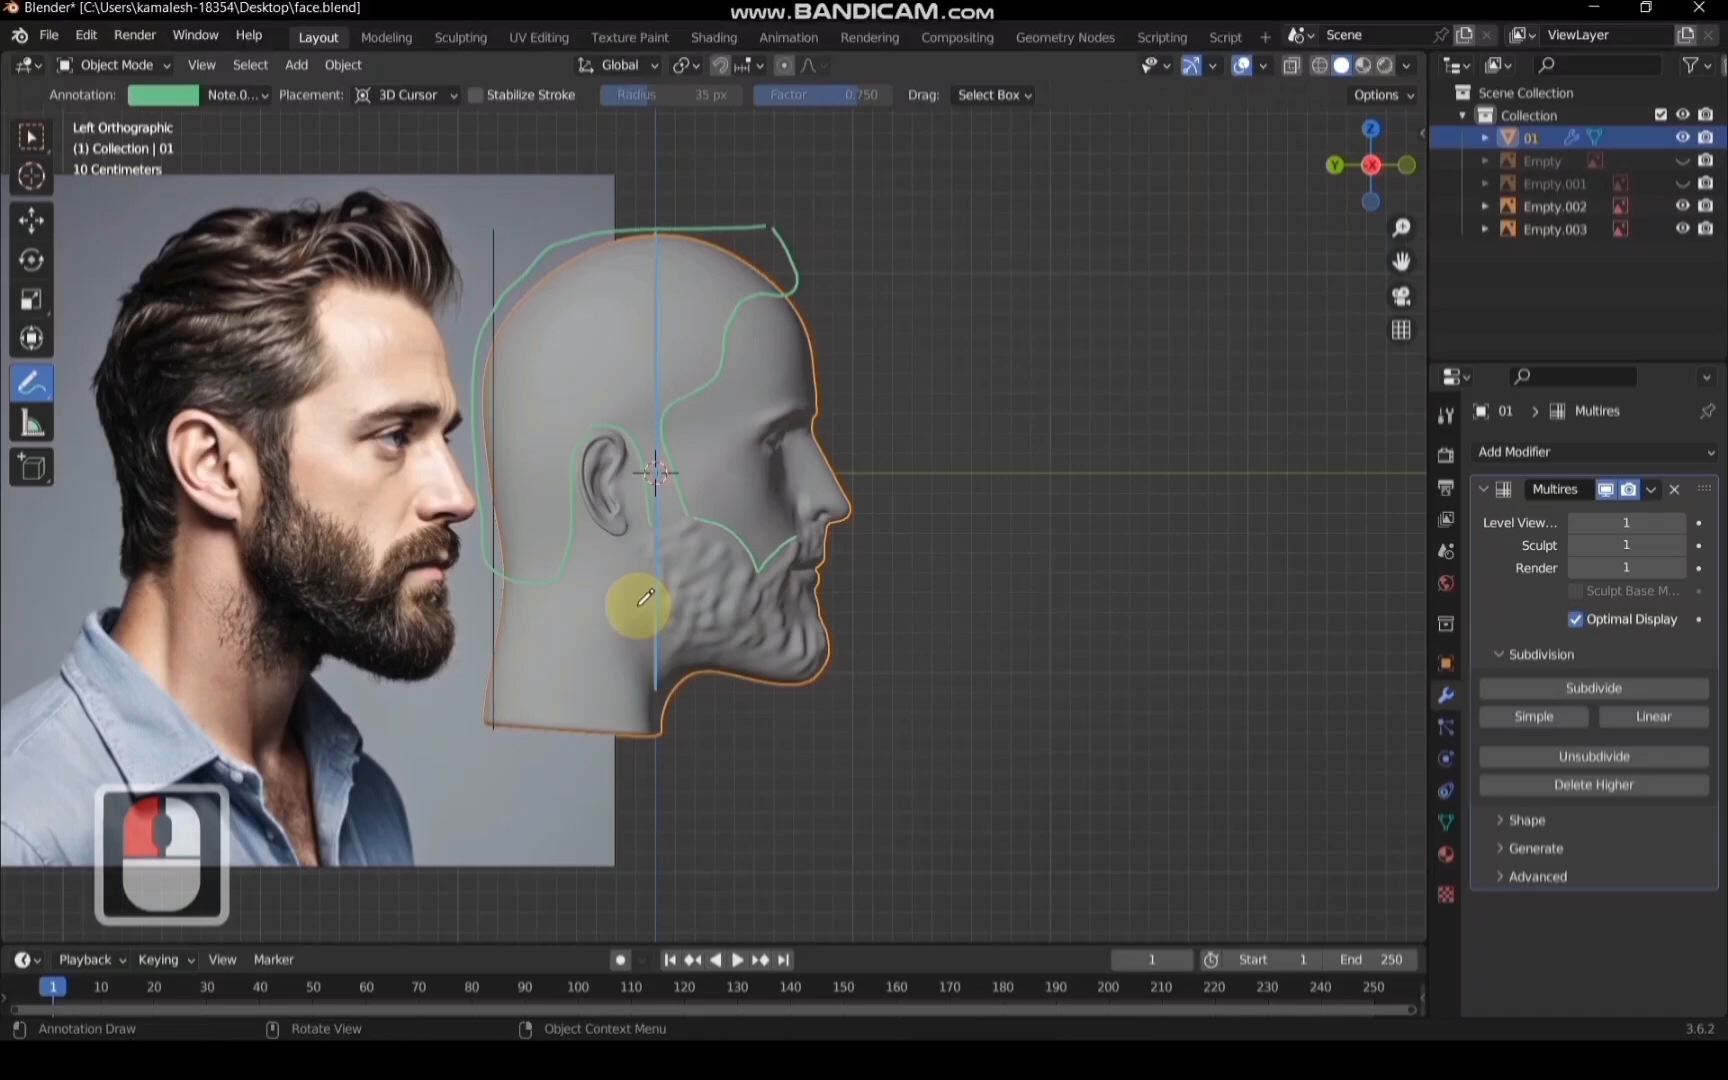 Blender* [C:\Users\kamalesh-18354\Desktop\face.blend]
www.BANDICAM.com
File Edit Render Window Help Layout Modeling Sculpting UV Editing Texture Paint Shading Animation Rendering Compositing Geometry Nodes Scripting Script + Scene ViewLayer
Object Mode View Select Add Object Global
Annotation: Note.0... Placement: 3D Cursor Stabilize Stroke Radius 35 px Factor 0.750 Drag: Select Box Options
Left Orthographic
(1) Collection | 01
10 Centimeters
Z
Y
X
Scene Collection
Collection
01
Empty
Empty.001
Empty.002
Empty.003
01 Multires
Add Modifier
Multires
Level View... 1
Sculpt 1
Render 1
Sculpt Base M...
Optimal Display
Subdivision
Subdivide
Simple Linear
Unsubdivide
Delete Higher
Shape
Generate
Advanced
Playback Keying View Marker 1 Start 1 End 250
1 10 20 30 40 50 60 70 80 90 100 110 120 130 140 150 160 170 180 190 200 210 220 230 240 250
Annotation Draw Rotate View Object Context Menu 3.6.2